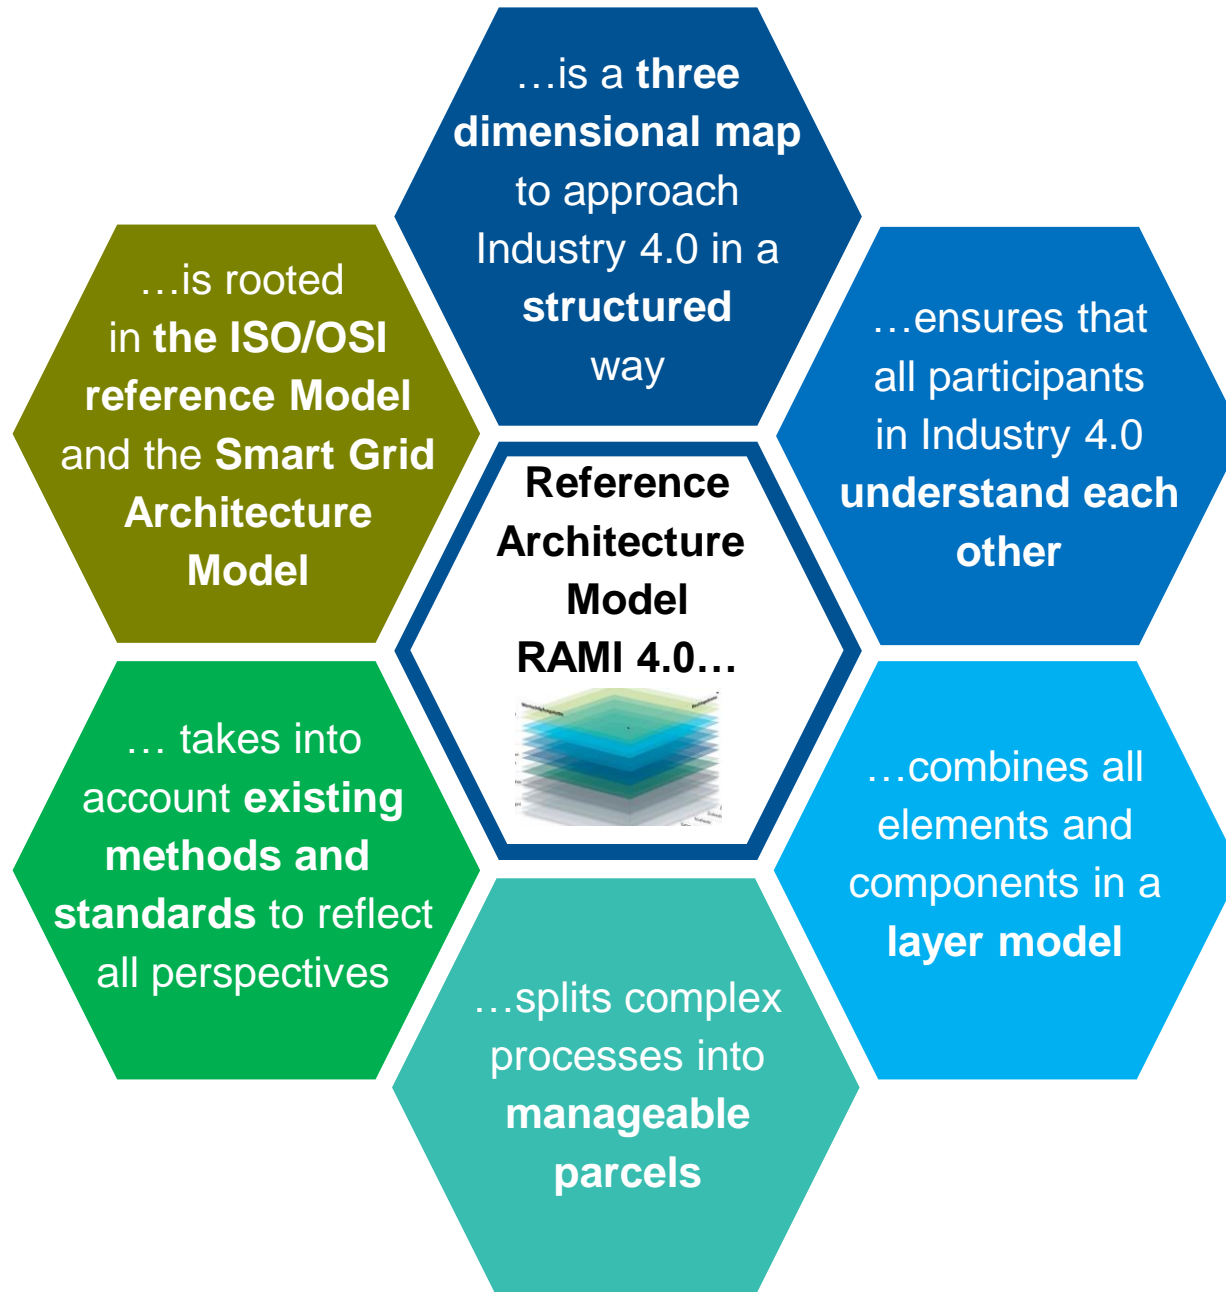 …is a three
dimensional map
to approach
Industry 4.0 in a
structured
way
…ensures that
all participants
in Industry 4.0
understand each
other
…combines all
elements and
components in a
layer model
…splits complex
processes into
manageable
parcels
… takes into
account existing
methods and
standards to reflect
all perspectives
…is rooted
in the ISO/OSI
reference Model
and the Smart Grid
Architecture
Model
Reference
Architecture
Model
RAMI 4.0…